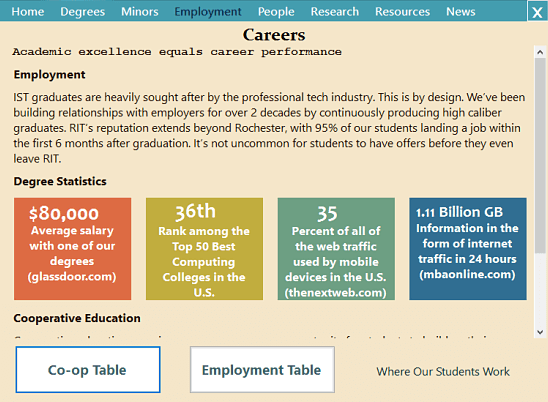 Home Degrees Minors Employment People Research Resources News X
Careers
Academic excellence equals career performance
Employment
IST graduates are heavily sought after by the professional tech industry. This is by design. We've been
building relationships with employers for over 2 decades by continuously producing high caliber
graduates. RIT's reputation extends beyond Rochester, with 95% of our students landing a job within
the first 6 months after graduation. It's not uncommon for students to have offers before they even
leave RIT.
Degree Statistics
$80,000
Average salary
with one of our
degrees
(glassdoor.com)
36th
Rank among the
Top 50 Best
Computing
Colleges in the
U.S.
35
Percent of all of
the web traffic
used by mobile
devices in the U.S.
(thenextweb.com)
1.11 Billion GB
Information in the
form of internet
traffic in 24 hours
(mbaonline.com)
Cooperative Education
Co-op Table
Employment Table
Where Our Students Work